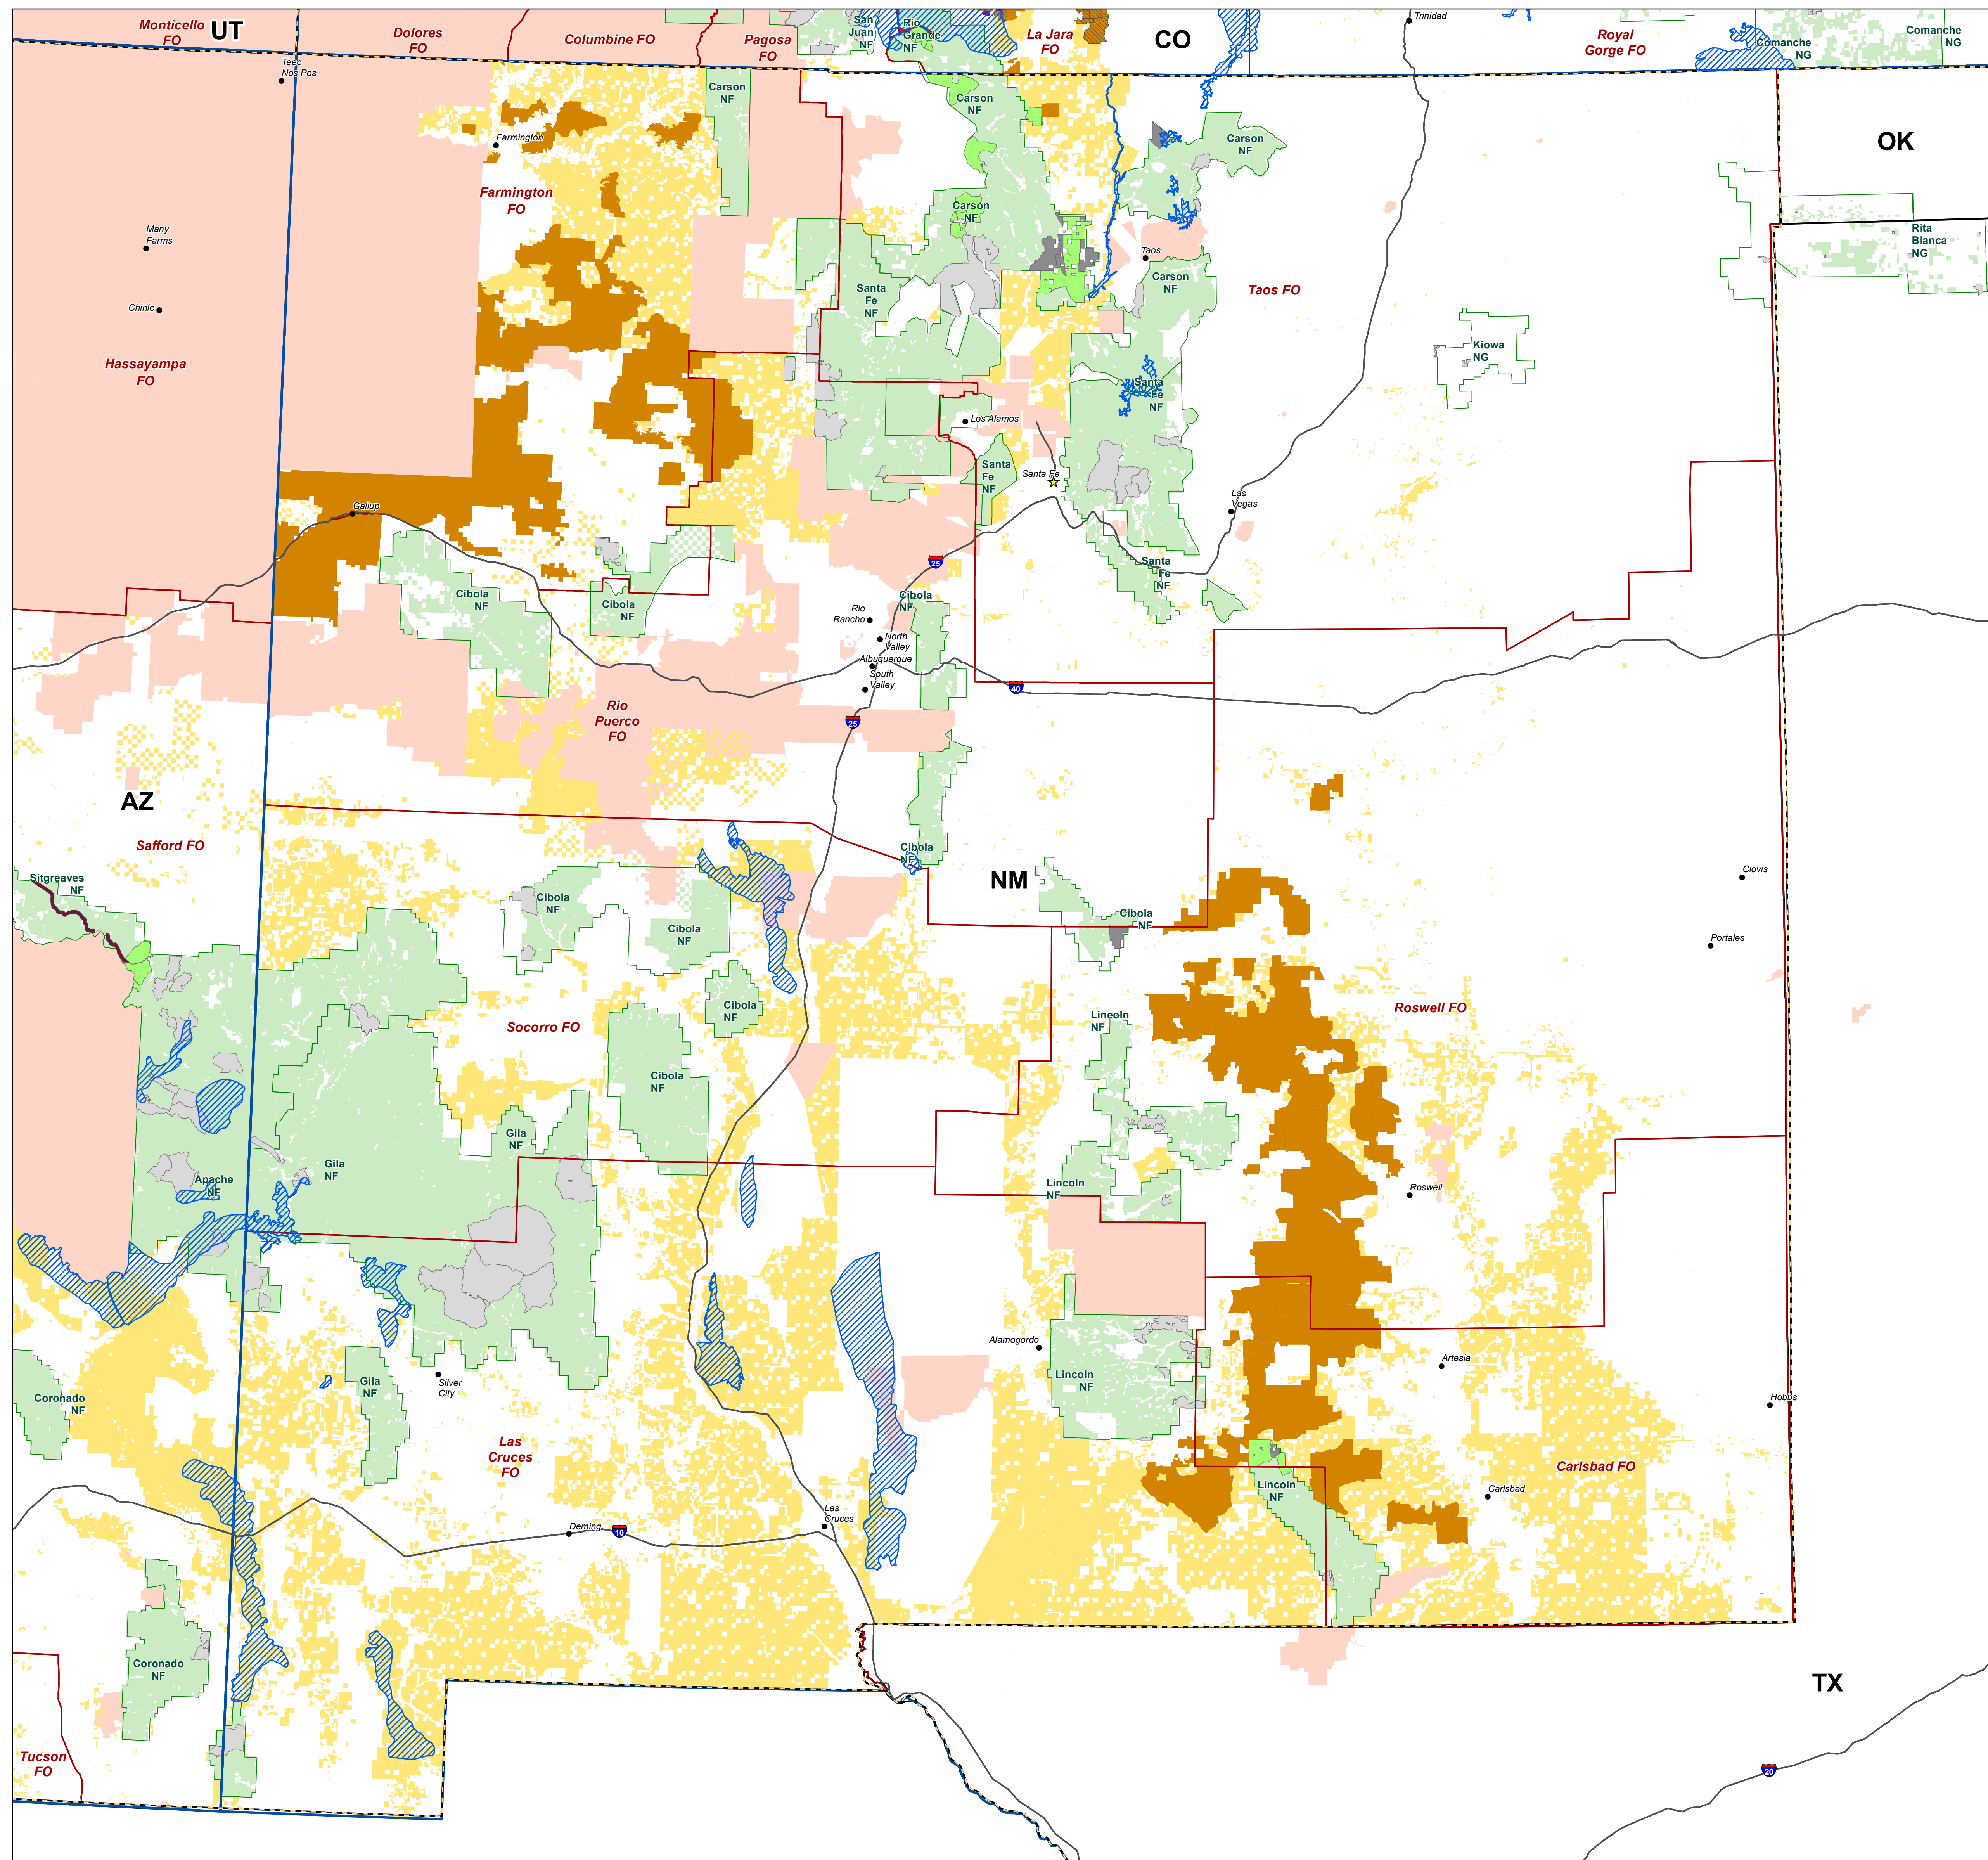 Monticello
FO
UT
Dolores
FO
Columbine FO
Pagosa
FO
San
Juan
NF
Rio
Grande
NF
La Jara
FO
CO
Trinidad
Royal
Gorge FO
Comanche
NG
Comanche
NG
Teec
Nos Pos
Carson
NF
Carson
NF
Carson
NF
Farmington
OK
Farmington
FO
Carson
NF
Many
Farms
Taos
Rita
Blanca
NG
Chinle
Santa
Fe
NF
Carson
NF
Taos FO
Hassayampa
FO
Kiowa
NG
Santa
Fe
NF
Los Alamos
Santa
Fe
NF
Santa Fe
Las
Vegas
Gallup
25
Santa
Fe
NF
Cibola
NF
Cibola
NF
Cibola
NF
Rio
Rancho
North
Valley
Albuquerque
South
Valley
40
Rio
Puerco
FO
25
AZ
Safford FO
Sitgreaves
NF
Cibola
NF
NM
Clovis
Cibola
NF
Cibola
NF
Cibola
NF
Portales
Cibola
NF
Socorro FO
Lincoln
NF
Roswell FO
Cibola
NF
Gila
NF
Gila
NF
Apache
NF
Lincoln
NF
Roswell
Alamogordo
Artesia
Silver
City
Gila
NF
Lincoln
NF
Coronado
NF
Hobbs
Las
Cruces
FO
Carlsbad FO
Lincoln
NF
Carlsbad
Las
Cruces
Deming
10
Coronado
NF
TX
Tucson
FO
20